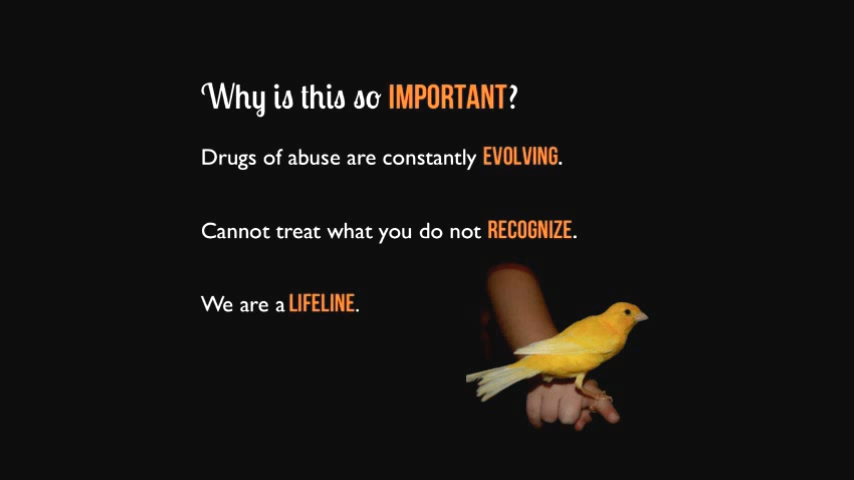 Why is this so IMPORTANT?
Drugs of abuse are constantly EVOLVING.
Cannot treat what you do not RECOGNIZE.
We are a LIFELINE.